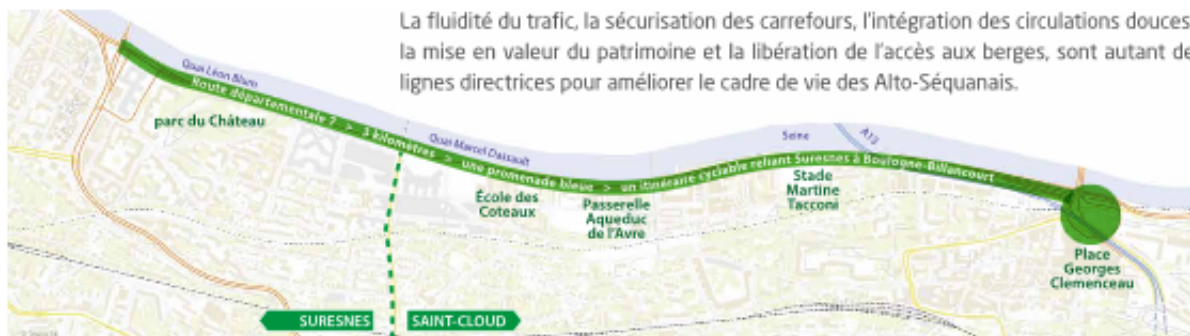 La fluidité du trafic, la sécurisation des carrefours, l'intégration des circulations douces
la mise en valeur du patrimoine et la libération de l'accès aux berges, sont autant de
lignes directrices pour améliorer le cadre de vie des Alto-Séquanais.
Quai Léon Blum
Route départementale 7 > 3 kilomètres > une promenade bleue > un itinéraire cyclable reliant Suresnes à Boulogne-Billancourt
parc du Château
Quai Marcel Dassault
Seine
A13
École des
Coteaux
Passerelle
Aqueduc
de l'Avre
Stade
Martine
Tacconi
Place
Georges
Clemenceau
SURESNES
SAINT-CLOUD